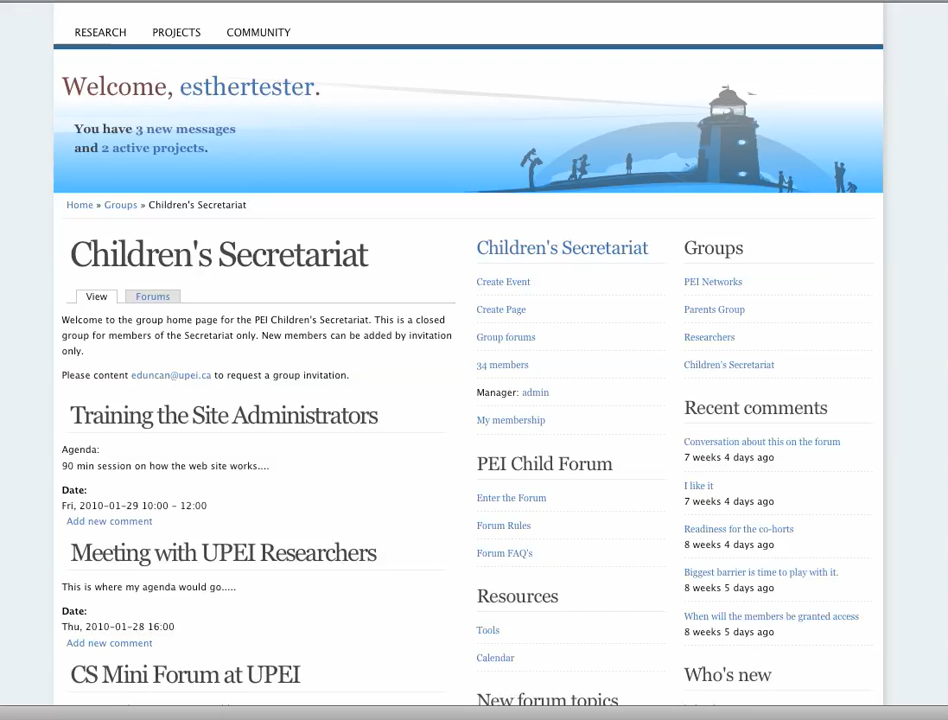 RESEARCH PROJECTS COMMUNITY
Welcome, esthertester.
You have 3 new messages
and 2 active projects.
Home » Groups » Children's Secretariat
Children's Secretariat
View Forums
Welcome to the group home page for the PEI Children's Secretariat. This is a closed
group for members of the Secretariat only. New members can be added by invitation
only.
Please content eduncan@upei.ca to request a group invitation.
Training the Site Administrators
Agenda:
90 min session on how the web site works....
Date:
Fri, 2010-01-29 10:00 - 12:00
Add new comment
Meeting with UPEI Researchers
This is where my agenda would go.....
Date:
Thu, 2010-01-28 16:00
Add new comment
CS Mini Forum at UPEI
Children's Secretariat
Create Event
Create Page
Group forums
34 members
Manager: admin
My membership
PEI Child Forum
Enter the Forum
Forum Rules
Forum FAQ's
Resources
Tools
Calendar
New forum topics
Groups
PEI Networks
Parents Group
Researchers
Children's Secretariat
Recent comments
Conversation about this on the forum
7 weeks 4 days ago
I like it
7 weeks 4 days ago
Readiness for the co-horts
8 weeks 4 days ago
Biggest barrier is time to play with it.
8 weeks 5 days ago
When will the members be granted access
8 weeks 5 days ago
Who's new